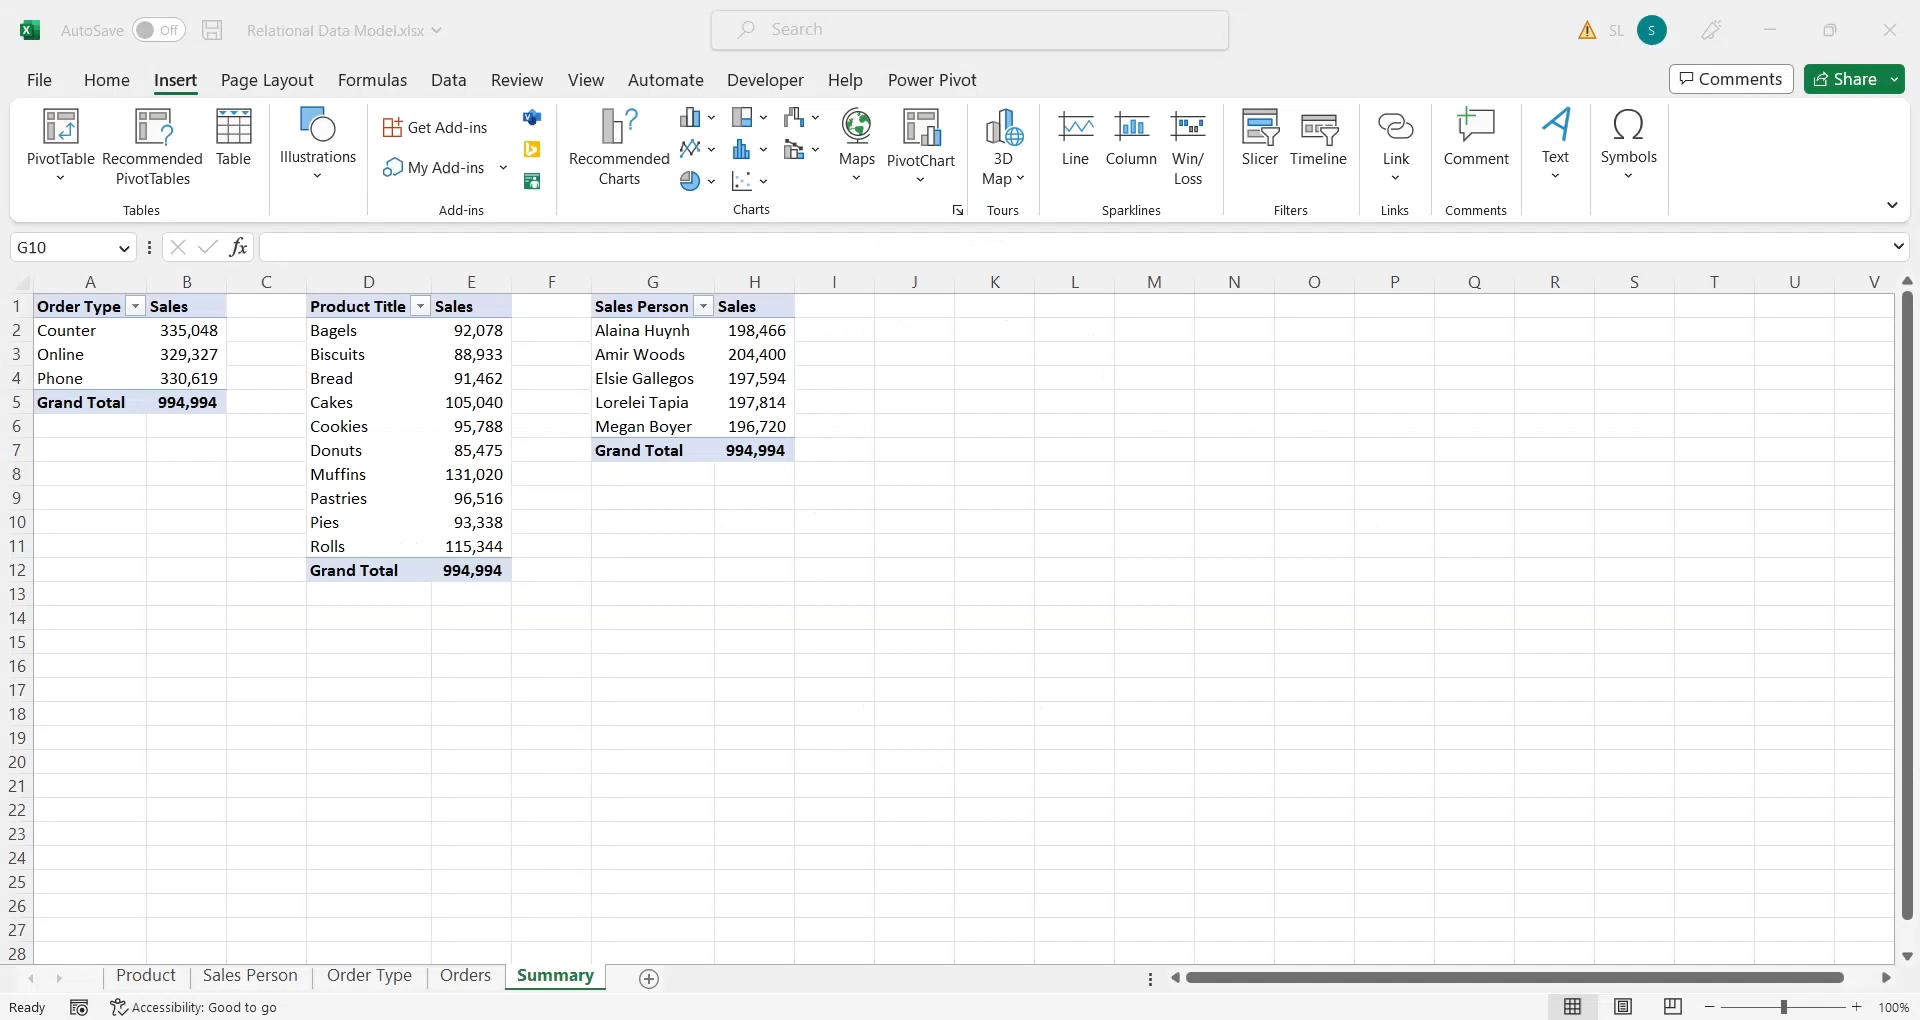 AutoSave Off Relational Data Model.xlsx Search SL S
File Home Insert Page Layout Formulas Data Review View Automate Developer Help Power Pivot Comments Share
PivotTable Recommended PivotTables Table Illustrations Get Add-ins My Add-ins Recommended Charts Maps PivotChart 3D Map Line Column Win/Loss Slicer Timeline Link Comment Text Symbols
Tables Add-ins Charts Tours Sparklines Filters Links Comments
G10 fx
A B C D E F G H I J K L M N O P Q R S T U V
1 Order Type Sales Product Title Sales Sales Person Sales
2 Counter 335,048 Bagels 92,078 Alaina Huynh 198,466
3 Online 329,327 Biscuits 88,933 Amir Woods 204,400
4 Phone 330,619 Bread 91,462 Elsie Gallegos 197,594
5 Grand Total 994,994 Cakes 105,040 Lorelei Tapia 197,814
6 Cookies 95,788 Megan Boyer 196,720
7 Donuts 85,475 Grand Total 994,994
8 Muffins 131,020
9 Pastries 96,516
10 Pies 93,338
11 Rolls 115,344
12 Grand Total 994,994
13
14
15
16
17
18
19
20
21
22
23
24
25
26
27
28
Product Sales Person Order Type Orders Summary
Ready Accessibility: Good to go 100%